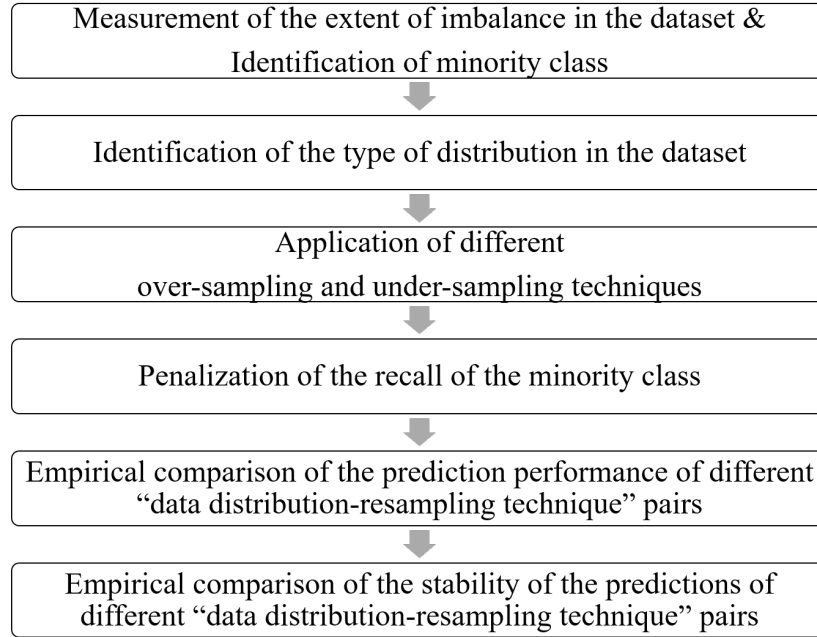 Measurement of the extent of imbalance in the dataset &
Identification of minority class
Identification of the type of distribution in the dataset
Application of different
over-sampling and under-sampling techniques
Penalization of the recall of the minority class
Empirical comparison of the prediction performance of different
“data distribution-resampling technique” pairs
Empirical comparison of the stability of the predictions of
different “data distribution-resampling technique” pairs